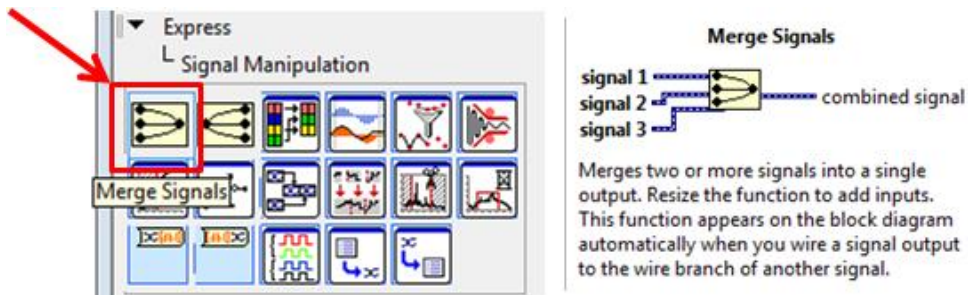 Express
Signal Manipulation
Merge Signals
Merge Signals
signal 1
signal 2
signal 3
combined signal
Merges two or more signals into a single
output. Resize the function to add inputs.
This function appears on the block diagram
automatically when you wire a signal output
to the wire branch of another signal.